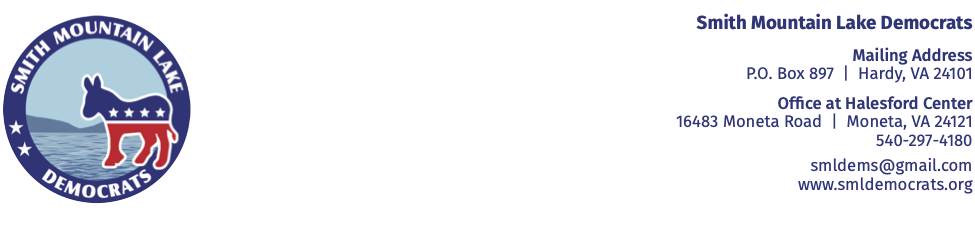 SMITH MOUNTAIN LAKE
DEMOCRATS
Smith Mountain Lake Democrats
Mailing Address
P.O. Box 897 | Hardy, VA 24101
Office at Halesford Center
16483 Moneta Road | Moneta, VA 24121
540-297-4180
smldems@gmail.com
www.smldemocrats.org